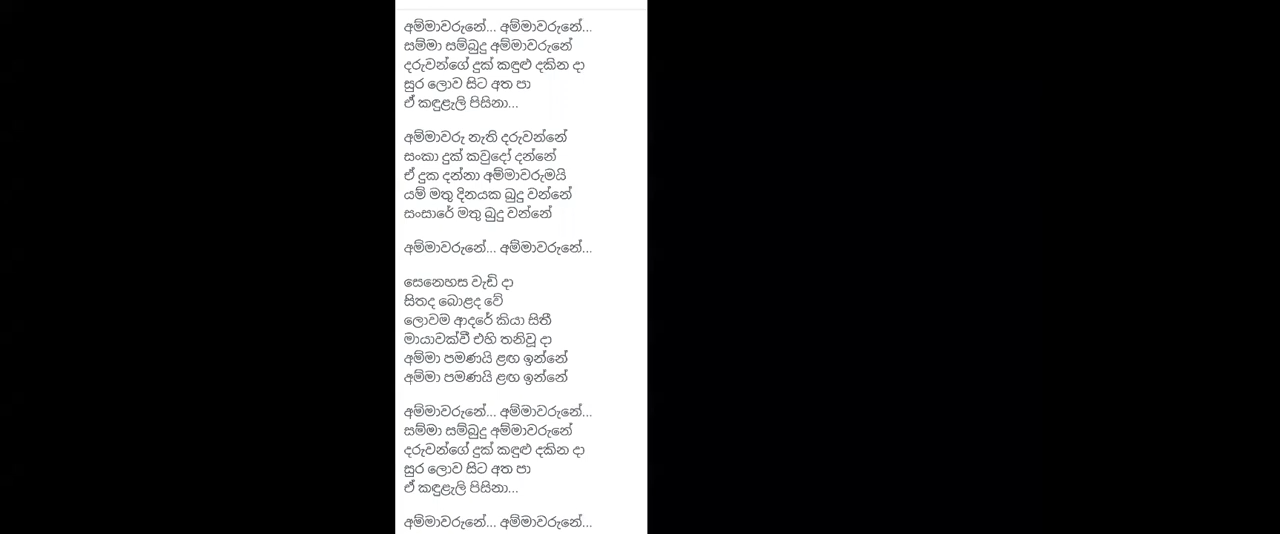 අම්මාවරුනේ... අම්මාවරුනේ...
සම්මා සම්බුදු අම්මාවරුනේ
දරුවන්ගේ දුක් කඳුළු දකින දා
සුර ලොව සිට අත පා
ඒ කඳුළැලි පිසිනා...
අම්මාවරු නැති දරුවන්නේ
සංකා දුක් කවුදෝ දන්නේ
ඒ දුක දන්නා අම්මාවරුමයි
යම් මතු දිනයක බුදු වන්නේ
සංසාරේ මතු බුදු වන්නේ
අම්මාවරුනේ... අම්මාවරුනේ...
සෙනෙහස වැඩි දා
සිතද බොළද වේ
ලොවම ආදරේ කියා සිතී
මායාවක්වී එහි තනිවූ දා
අම්මා පමණයි ළඟ ඉන්නේ
අම්මා පමණයි ළඟ ඉන්නේ
අම්මාවරුනේ... අම්මාවරුනේ...
සම්මා සම්බුදු අම්මාවරුනේ
දරුවන්ගේ දුක් කඳුළු දකින දා
සුර ලොව සිට අත පා
ඒ කඳුළැලි පිසිනා...
අම්මාවරුනේ... අම්මාවරුනේ...